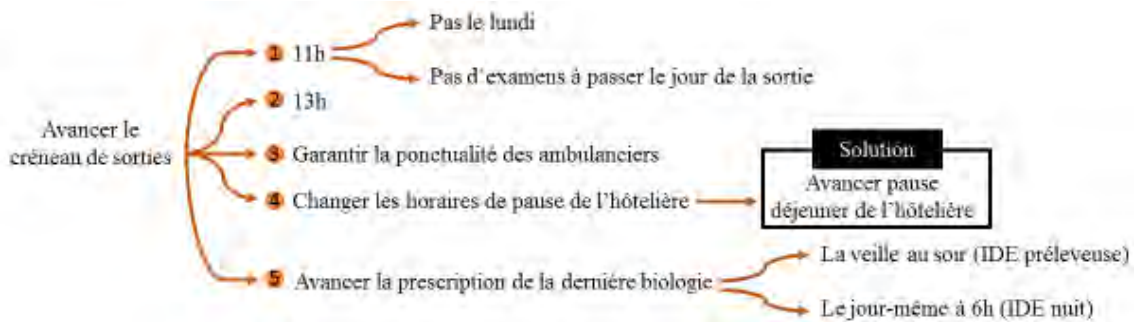 Pas le lundi
① 11h
Pas d'examens à passer le jour de la sortie
② 13h
Avancer le
créneau de sorties
③ Garantir la ponctualité des ambulanciers
Solution
④ Changer les horaires de pause de l'hôtelière
Avancer pause
déjeuner de l'hôtelière
La veille au soir (IDE préleveuse)
⑤ Avancer la prescription de la dernière biologie
Le jour-même à 6h (IDE nuit)